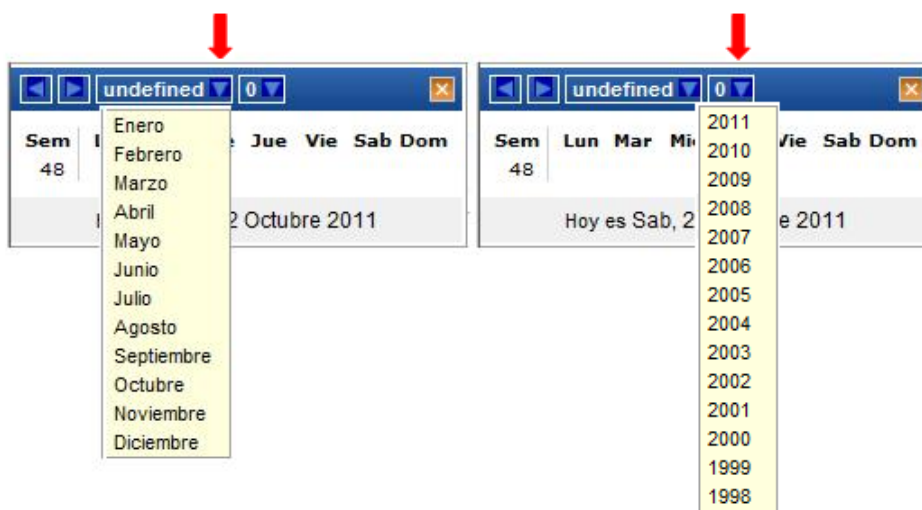 undefined 0
Sem Jue Vie Sab Dom
48
2 Octubre 2011
Enero
Febrero
Marzo
Abril
Mayo
Junio
Julio
Agosto
Septiembre
Octubre
Noviembre
Diciembre
undefined 0
Sem Lun Mar Vie Sab Dom
48
Hoy es Sab, 2 e 2011
2011
2010
2009
2008
2007
2006
2005
2004
2003
2002
2001
2000
1999
1998